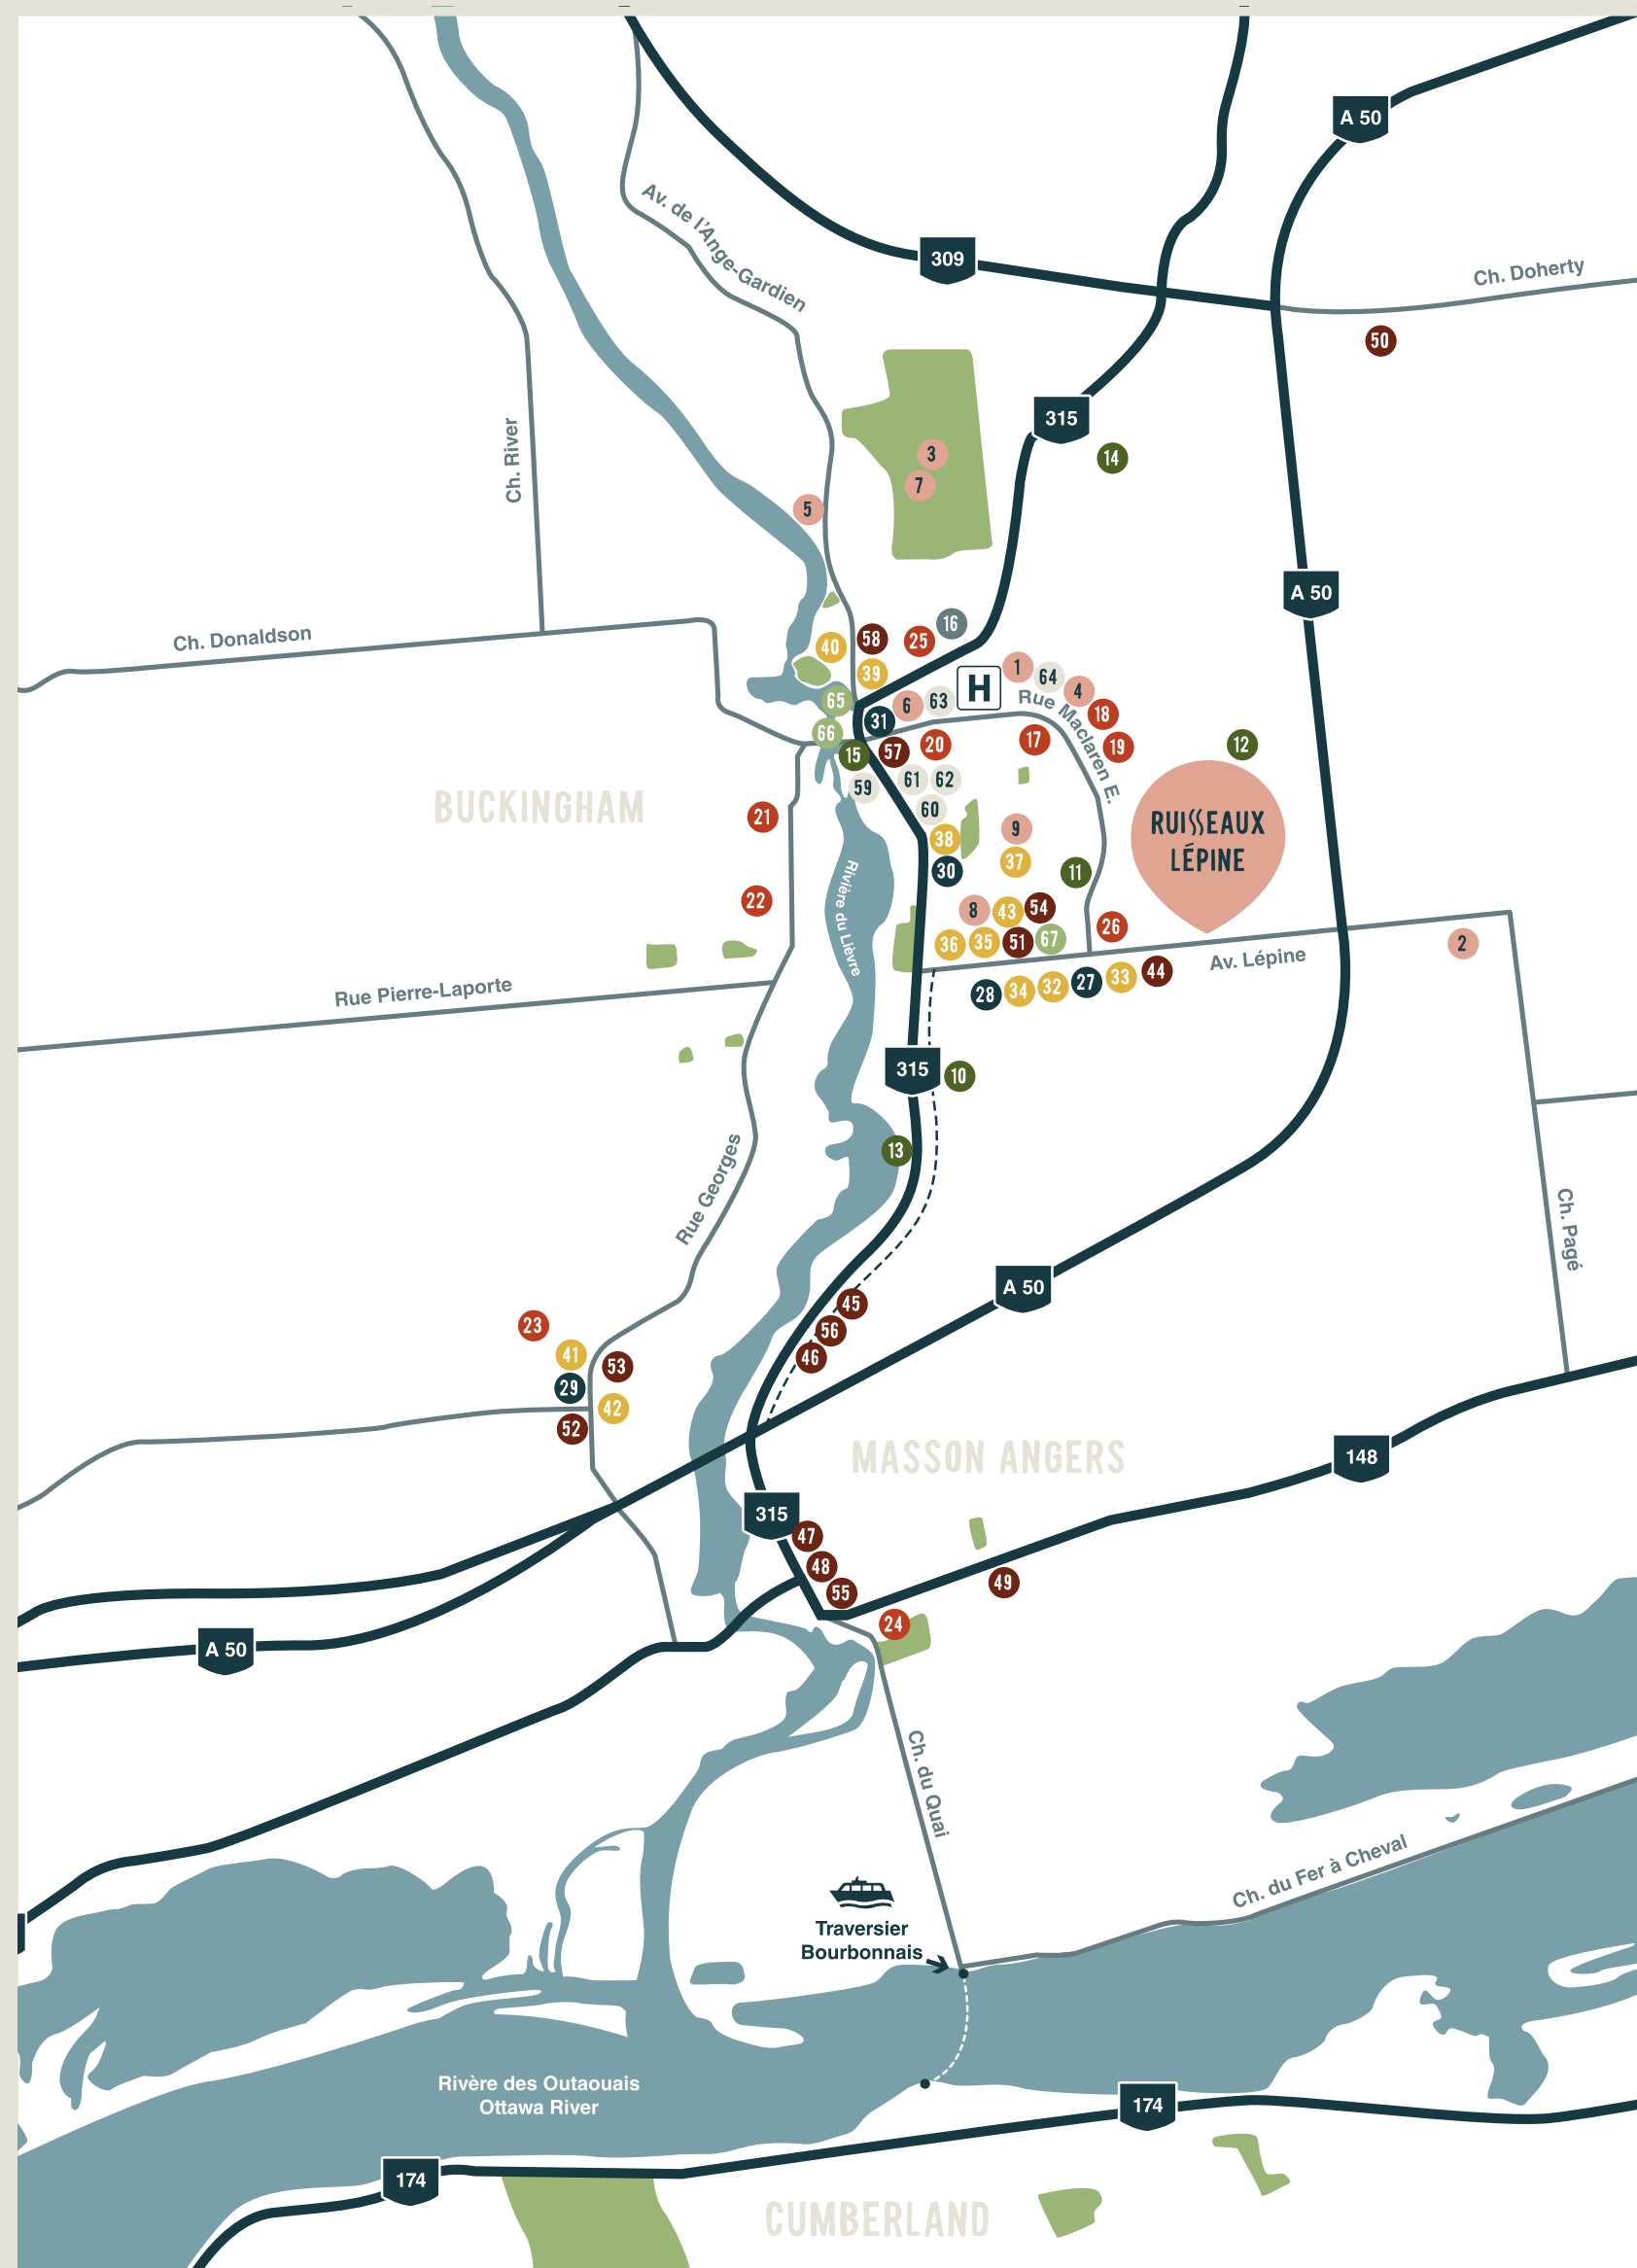 A 50
Av. de l'Ange-Gardien
309
Ch. Doherty
50
315
14
Ch. River
3
7
5
A 50
Ch. Donaldson
40
58
25
16
39
H
1
64
4
65
6
63
18
Rue Maclaren E.
31
66
20
17
19
12
15
57
59
61
62
BUCKINGHAM
21
60
RUISSEAUX
LÉPINE
38
9
37
30
11
Rivière du Lièvre
22
8
43
54
26
36
35
51
67
2
Av. Lépine
Rue Pierre-Laporte
28
34
32
27
33
44
315
10
13
Rue Georges
Ch. Pagé
A 50
45
23
56
41
46
53
29
42
52
MASSON ANGERS
148
315
47
48
49
55
24
A 50
Ch. du Quai
Ch. du Fer à Cheval
Traversier
Bourbonnais
Rivère des Outaouais
Ottawa River
174
174
CUMBERLAND